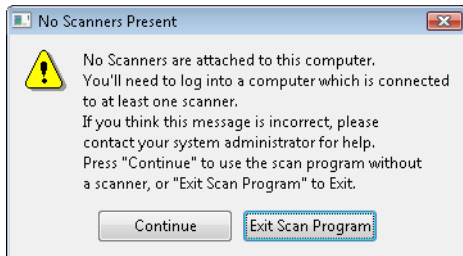 No Scanners Present
No Scanners are attached to this computer.
You'll need to log into a computer which is connected
to at least one scanner.
If you think this message is incorrect, please
contact your system administrator for help.
Press "Continue" to use the scan program without
a scanner, or "Exit Scan Program" to Exit.
Continue
Exit Scan Program